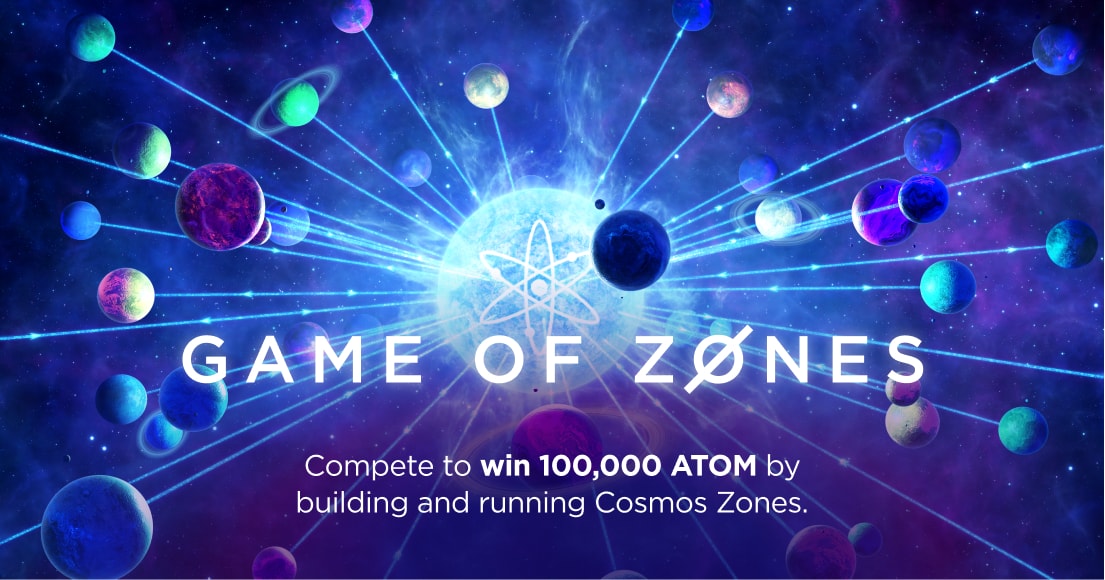 GAME OF ZØNES
Compete to win 100,000 ATOM by
building and running Cosmos Zones.